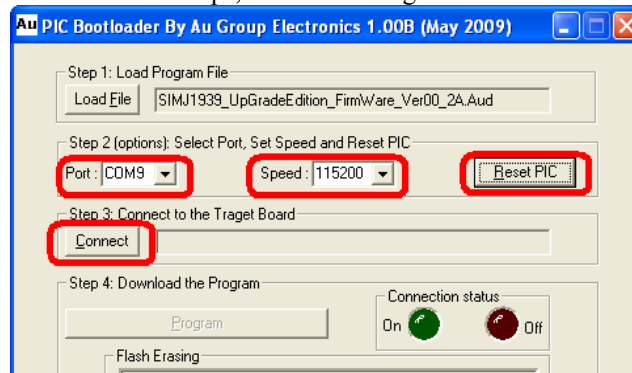 Au PIC Bootloader By Au Group Electronics 1.00B (May 2009)
Step 1: Load Program File
Load File SIMJ1939_UpGradeEdition_FirmWare_Ver00_2A.Aud
Step 2 (options): Select Port, Set Speed and Reset PIC
Port : COM9 Speed : 115200 Reset PIC
Step 3: Connect to the Traget Board
Connect
Step 4: Download the Program
Connection status
Program On Off
Flash Erasing